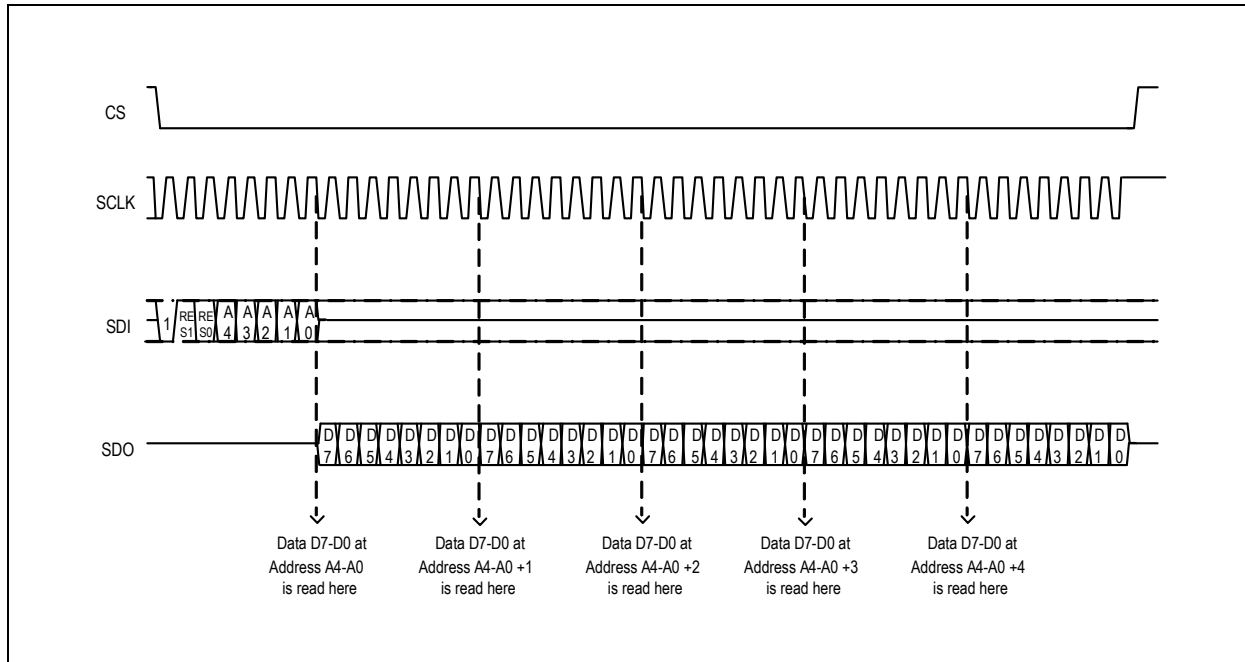 CS
SCLK
SDI
1 RE S1 RE S0 A 4 A 3 A 2 A 1 A 0
SDO
D 7 D 6 D 5 D 4 D 3 D 2 D 1 D 0 D 7 D 6 D 5 D 4 D 3 D 2 D 1 D 0 D 7 D 6 D 5 D 4 D 3 D 2 D 1 D 0 D 7 D 6 D 5 D 4 D 3 D 2 D 1 D 0 D 7 D 6 D 5 D 4 D 3 D 2 D 1 D 0
Data D7-D0 at
Address A4-A0
is read here
Data D7-D0 at
Address A4-A0 +1
is read here
Data D7-D0 at
Address A4-A0 +2
is read here
Data D7-D0 at
Address A4-A0 +3
is read here
Data D7-D0 at
Address A4-A0 +4
is read here